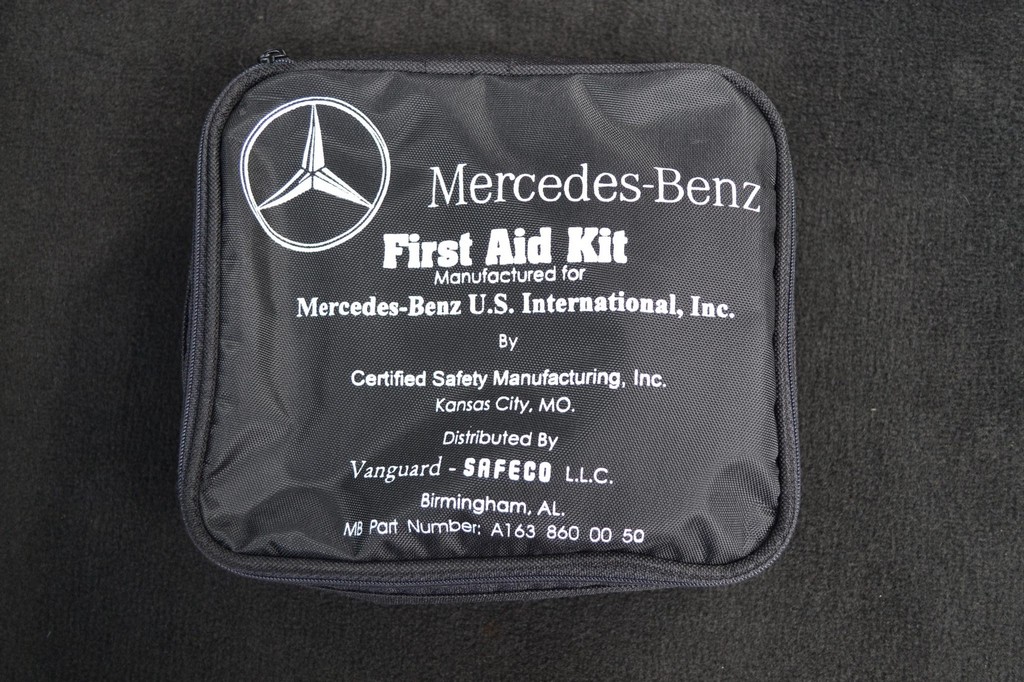 Mercedes-Benz
First Aid Kit
Manufactured for
Mercedes-Benz U.S. International, Inc.
By
Certified Safety Manufacturing, Inc.
Kansas City, MO.
Distributed By
Vanguard - SAFECO L.L.C.
Birmingham, AL.
MB Part Number: A163 860 00 50